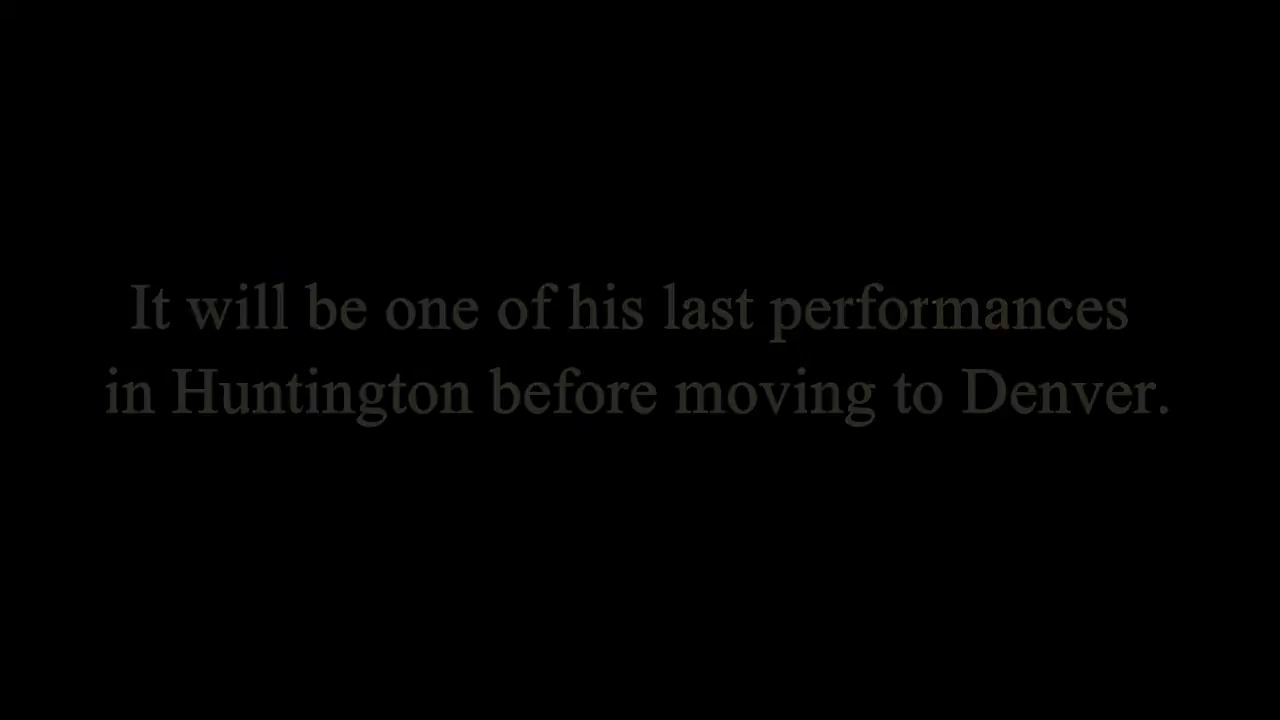 It will be one of his last performances
in Huntington before moving to Denver.